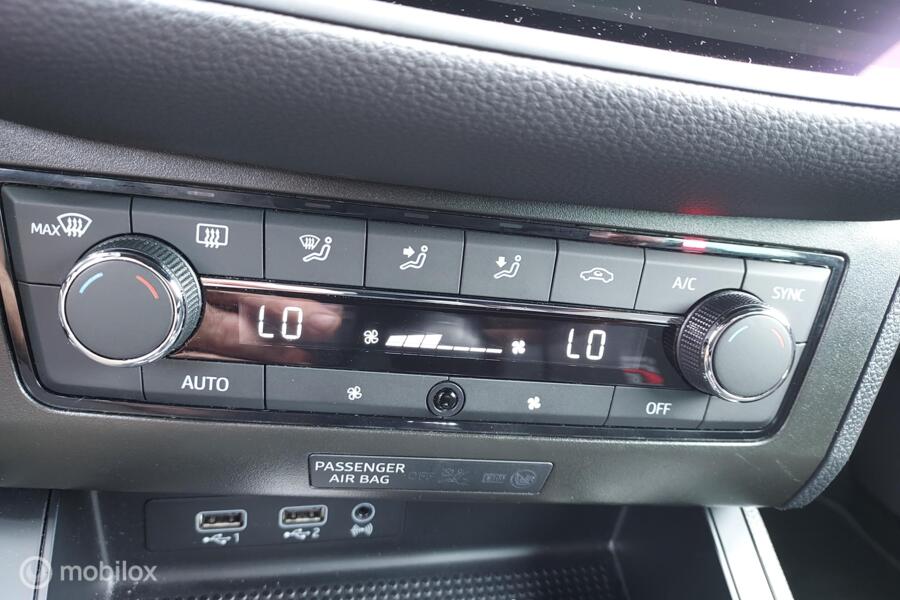 MAX
A/C
SYNC
LO
LO
AUTO
OFF
PASSENGER
AIR BAG
OFF
1
2
mobilox